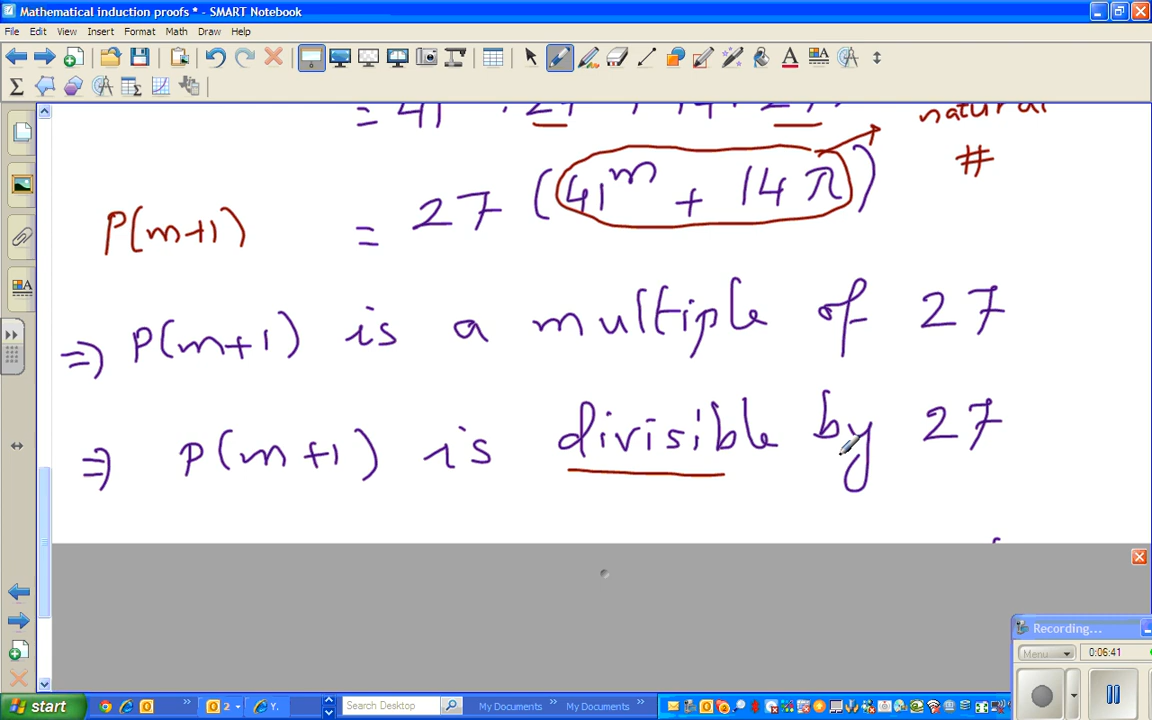 Mathematical induction proofs * - SMART Notebook
File Edit View Insert Format Math Draw Help
natural
#
P(m+1) = 27 (41^m + 14 π)
⇒ P(m+1) is a multiple of 27
⇒ P(m+1) is divisible by 27
Recording...
Menu 0:06:41
start 2 Y. Search Desktop My Documents My Documents